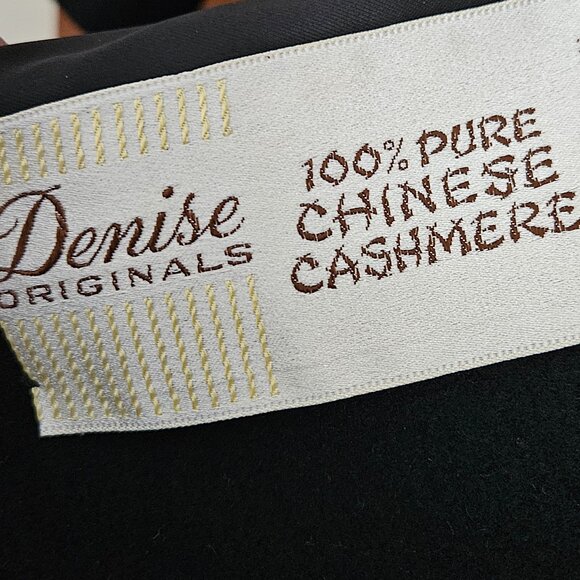 Denise
ORIGINALS
100% PURE
CHINESE
CASHMERE